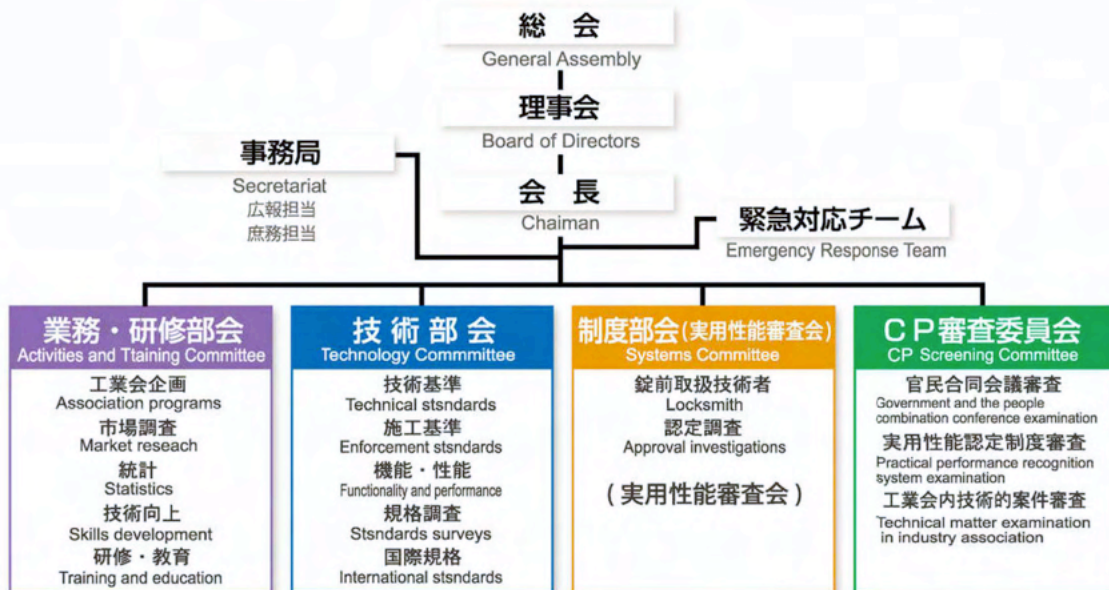 総 会
General Assembly
理事会
Board of Directors
事務局
Secretariat
広報担当
庶務担当
会 長
Chaiman
緊急対応チーム
Emergency Response Team
業務・研修部会
Activities and Ttaining Committee
工業会企画
Association programs
市場調査
Market reseach
統計
Statistics
技術向上
Skills development
研修・教育
Training and education
技 術 部 会
Technology Commmittee
技術基準
Technical stsndards
施工基準
Enforcement stsndards
機能・性能
Functionality and performance
規格調査
Stsndards surveys
国際規格
International stsndards
制度部会(実用性能審査会)
Systems Committee
錠前取扱技術者
Locksmith
認定調査
Approval investigations
(実用性能審査会)
CP審査委員会
CP Screening Committee
官民合同会議審査
Government and the people
combination conference examination
実用性能認定制度審査
Practical performance recognition
system examination
工業会内技術的案件審査
Technical matter examination
in industry association